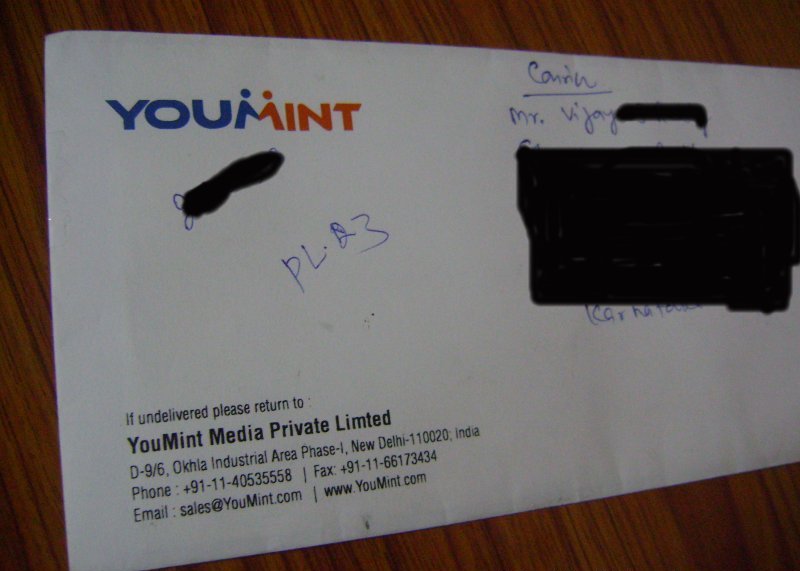 YOUMINT
Mr. Vijay
PL.
Karnataka
If undelivered please return to :
YouMint Media Private Limted
D-9/6, Okhla Industrial Area Phase-I, New Delhi-110020; India
Phone : +91-11-40535558 | Fax: +91-11-66173434
Email : sales@YouMint.com | www.YouMint.com